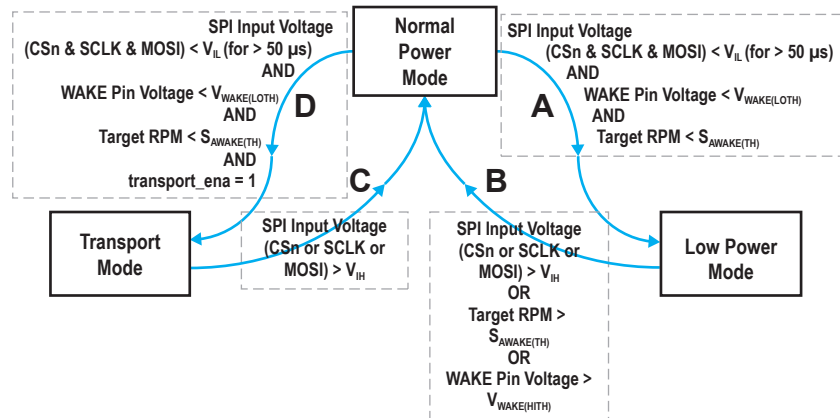 SPI Input Voltage
(CSn & SCLK & MOSI) < VIL (for > 50 µs)
AND
WAKE Pin Voltage < VWAKE(LOTH)
AND
Target RPM < SAWAKE(TH)
AND
transport_ena = 1
D
Normal
Power
Mode
A
SPI Input Voltage
(CSn & SCLK & MOSI) < VIL (for > 50 µs)
AND
WAKE Pin Voltage < VWAKE(LOTH)
AND
Target RPM < SAWAKE(TH)
C
B
Transport
Mode
SPI Input Voltage
(CSn or SCLK or
MOSI) > VIH
SPI Input Voltage
(CSn or SCLK or
MOSI) > VIH
OR
Target RPM >
SAWAKE(TH)
OR
WAKE Pin Voltage >
VWAKE(HITH)
Low Power
Mode